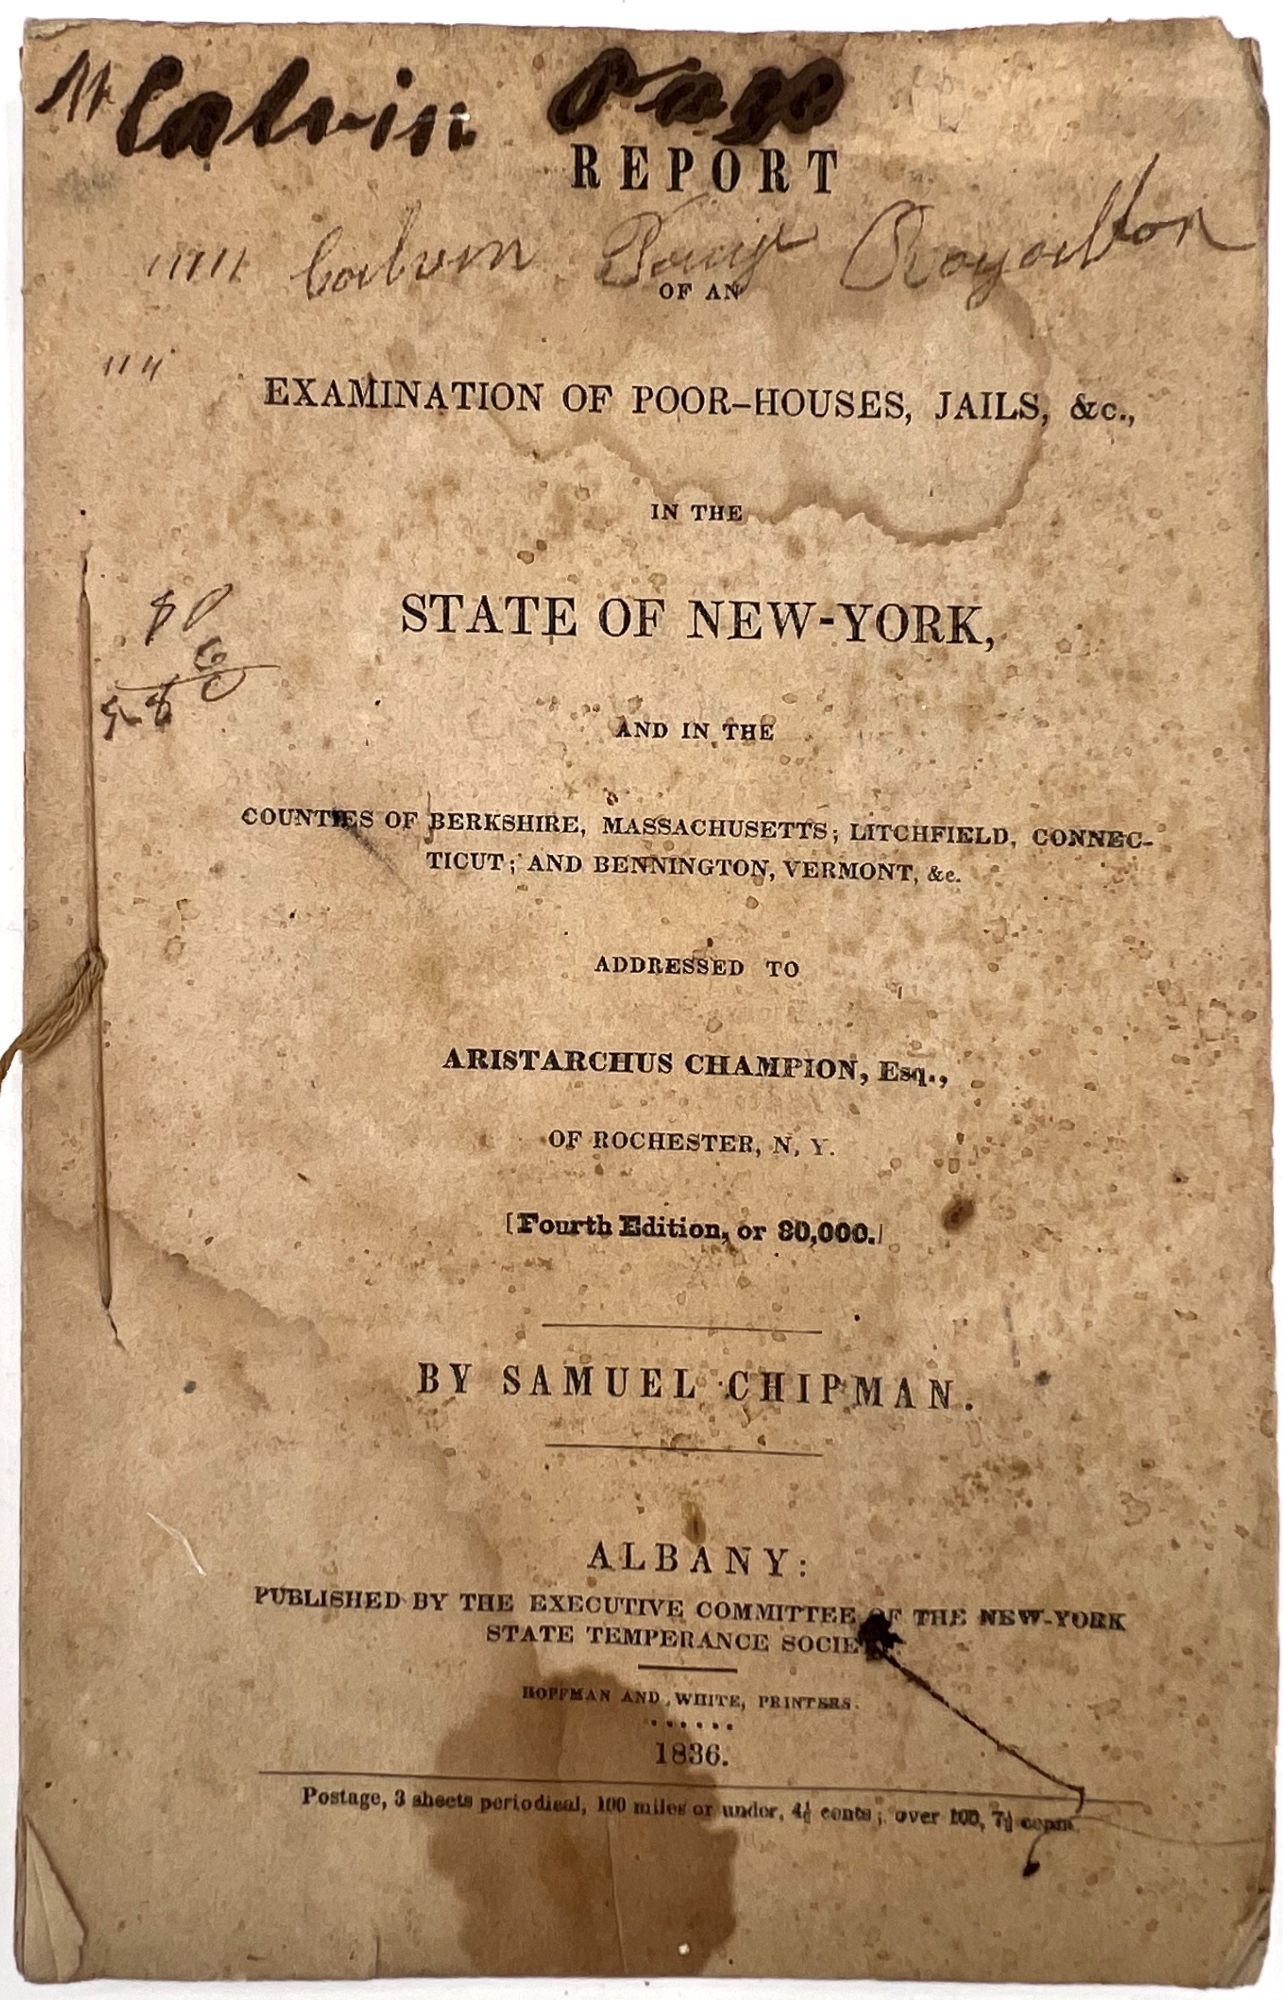 Calvin Page
REPORT
Calvin Paige Royalton
OF AN
EXAMINATION OF POOR-HOUSES, JAILS, &c.,
IN THE
STATE OF NEW-YORK,
AND IN THE
COUNTIES OF BERKSHIRE, MASSACHUSETTS; LITCHFIELD, CONNEC-
TICUT; AND BENNINGTON, VERMONT, &c.
ADDRESSED TO
ARISTARCHUS CHAMPION, Esq.,
OF ROCHESTER, N. Y.
[Fourth Edition, or 80,000.]
BY SAMUEL CHIPMAN.
ALBANY:
PUBLISHED BY THE EXECUTIVE COMMITTEE OF THE NEW-YORK
STATE TEMPERANCE SOCIETY.
HOFFMAN AND WHITE, PRINTERS.
1836.
Postage, 3 sheets periodical, 100 miles or under, 4½ cents; over 100, 7½